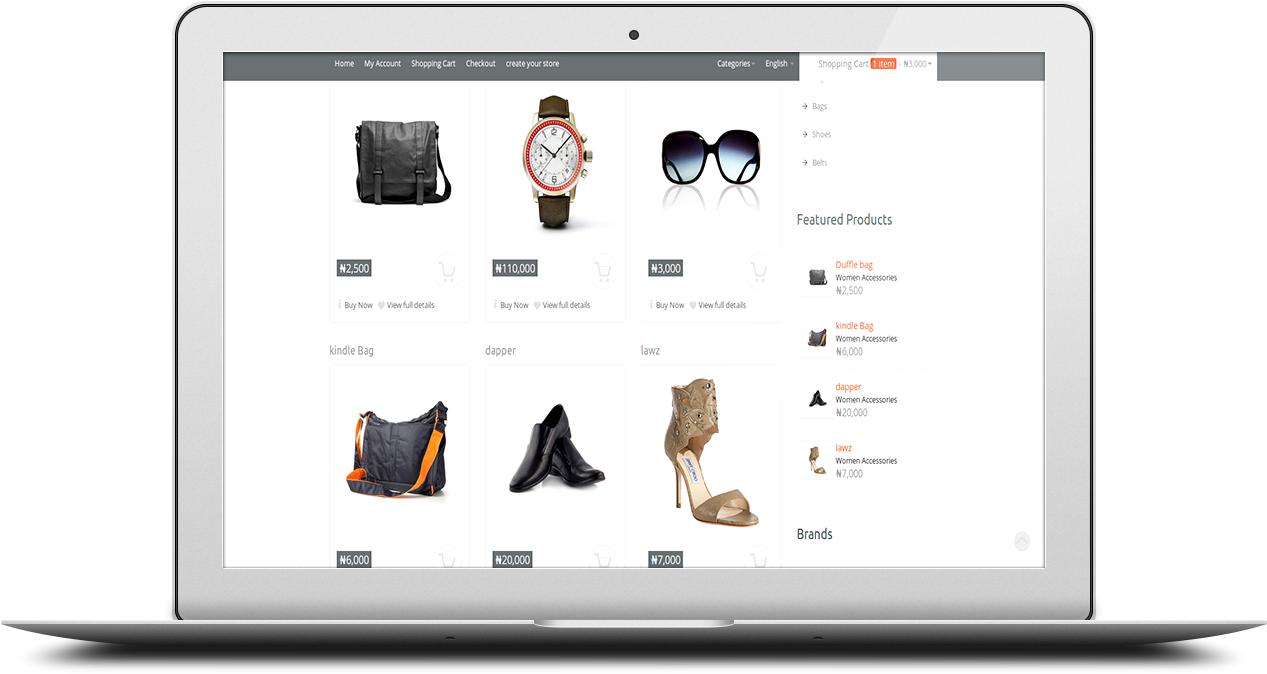 Home My Account Shopping Cart Checkout create your store Categories English Shopping Cart 1 item - ₦3,000
Bags
Shoes
Belts
₦2,500 ₦110,000 ₦3,000
Buy Now View full details Buy Now View full details Buy Now View full details
kindle Bag dapper lawz
₦6,000 ₦20,000 ₦7,000
Featured Products
Duffle bag
Women Accessories
₦2,500
kindle Bag
Women Accessories
₦6,000
dapper
Women Accessories
₦20,000
lawz
Women Accessories
₦7,000
Brands